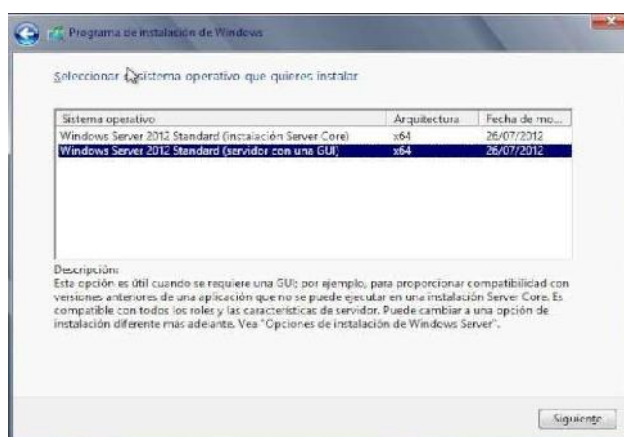 Programa de instalación de Windows
Seleccionar el sistema operativo que quieres instalar
Sistema operativo Arquitectura Fecha de mo...
Windows Server 2012 Standard (instalación Server Core) x64 26/07/2012
Windows Server 2012 Standard (servidor con una GUI) x64 26/07/2012
Descripción:
Esta opción es útil cuando se requiere una GUI; por ejemplo, para proporcionar compatibilidad con
versiones anteriores de una aplicación que no se puede ejecutar en una instalación Server Core. Es
compatible con todos los roles y las características de servidor. Puede cambiar a una opción de
instalación diferente más adelante. Vea "Opciones de instalación de Windows
Server".
Siguiente